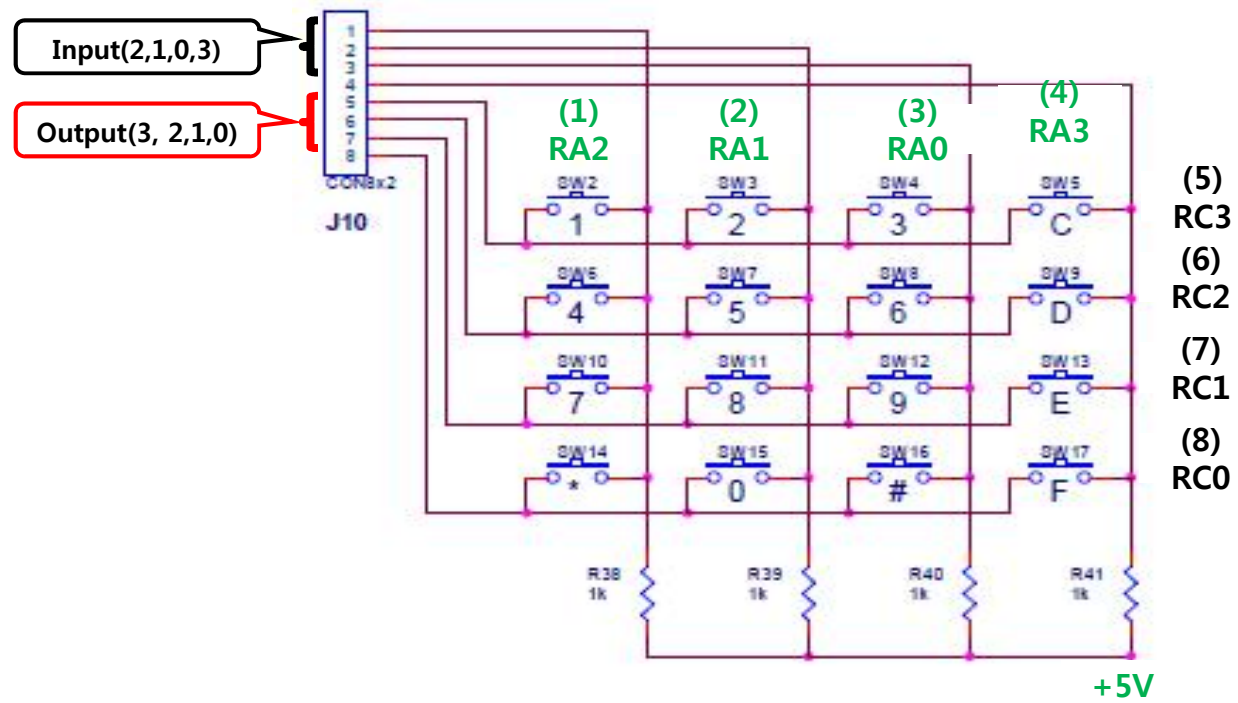 Input(2,1,0,3)
Output(3, 2,1,0)
1
2
3
4
5
6
7
8
CON8x2
J10
(1)
RA2
(2)
RA1
(3)
RA0
(4)
RA3
SW2
SW3
SW4
SW5
1
2
3
C
(5)
RC3
SW6
SW7
SW8
SW9
4
5
6
D
(6)
RC2
SW10
SW11
SW12
SW13
7
8
9
E
(7)
RC1
SW14
SW15
SW16
SW17
*
0
#
F
(8)
RC0
R38
1k
R39
1k
R40
1k
R41
1k
+5V